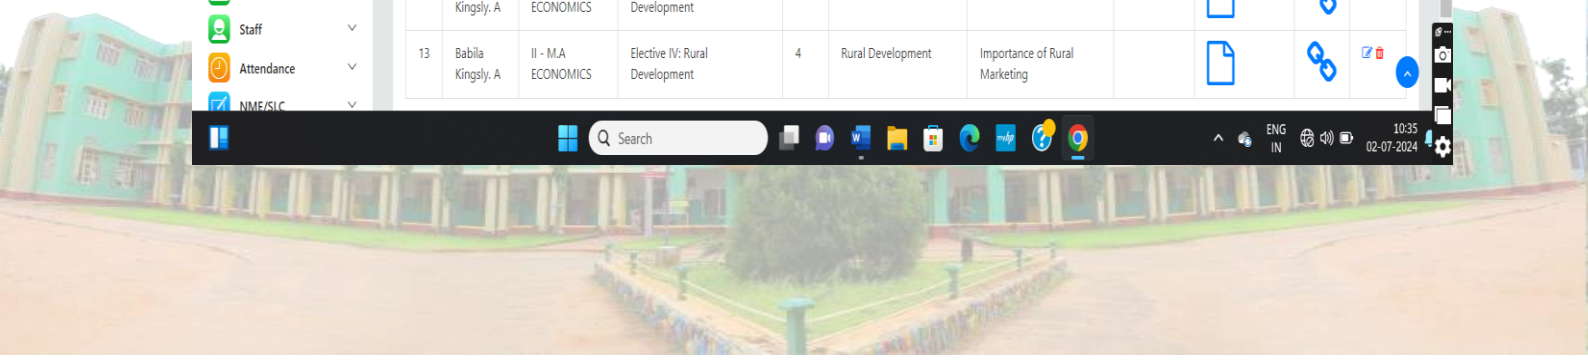 Kingsly. A ECONOMICS Development
Staff
13 Babila II - M.A Elective IV: Rural 4 Rural Development Importance of Rural
Kingsly. A ECONOMICS Development Marketing
Attendance
NME/SLC
Search
ENG
IN
10:35
02-07-2024